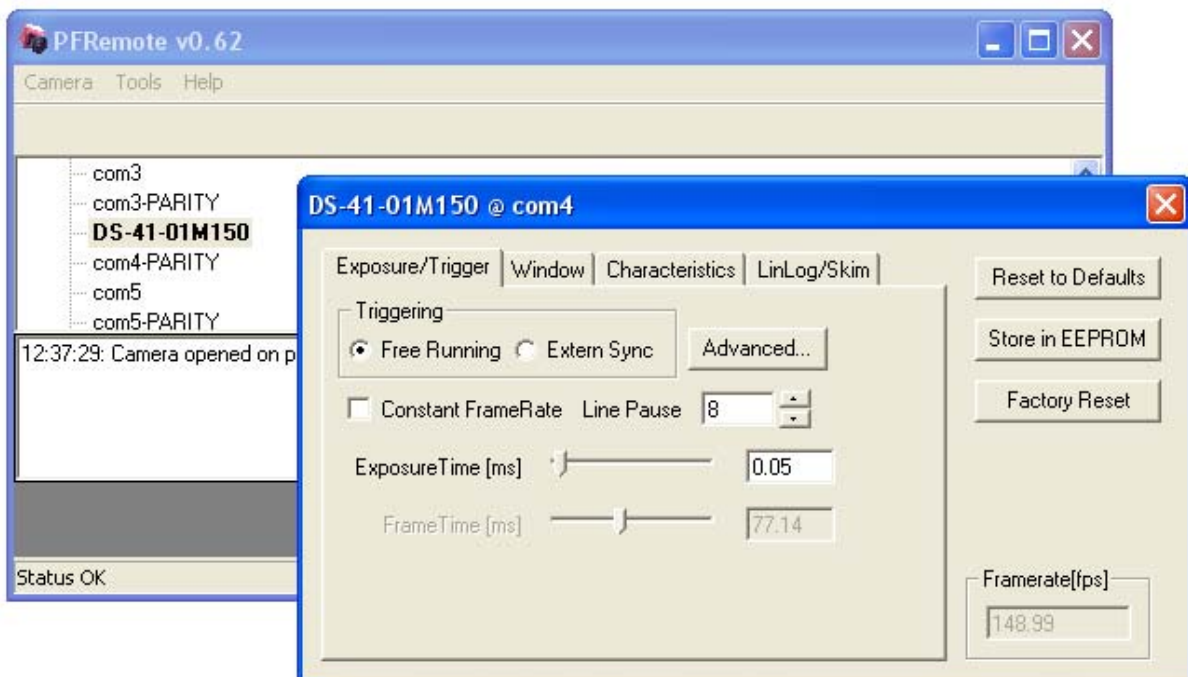 PFRemote v0.62
Camera Tools Help
com3
com3-PARITY
DS-41-01M150
com4-PARITY
com5
com5-PARITY
12:37:29: Camera opened on p
Status OK
DS-41-01M150 @ com4
Exposure/Trigger Window Characteristics LinLog/Skim
Triggering
Free Running Extern Sync Advanced...
Constant FrameRate Line Pause 8
ExposureTime [ms] 0.05
FrameTime [ms] 77.14
Reset to Defaults
Store in EEPROM
Factory Reset
Framerate[fps]
148.99